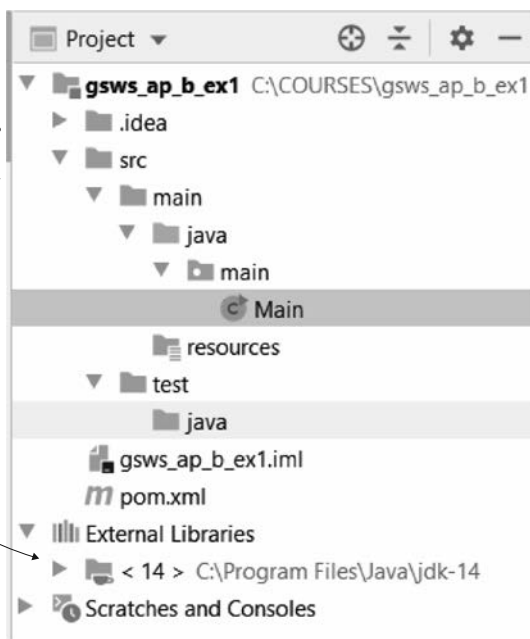 Project
gsws_ap_b_ex1 C:\COURSES\gsws_ap_b_ex1
.idea
src
main
java
main
C Main
resources
test
java
gsws_ap_b_ex1.iml
m pom.xml
External Libraries
< 14 > C:\Program Files\Java\jdk-14
Scratches and Consoles